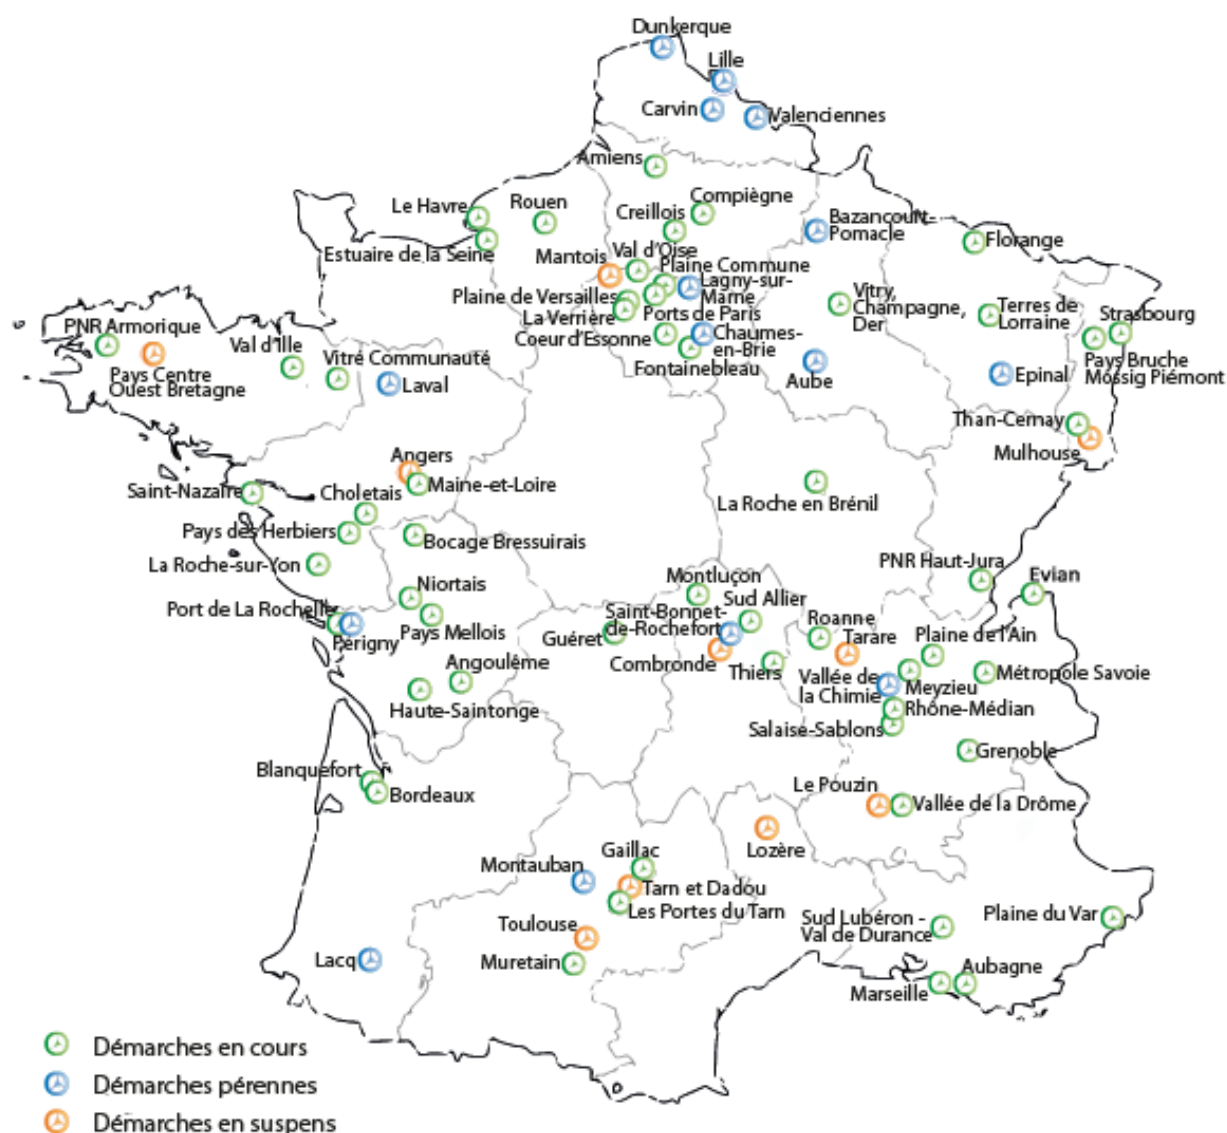 Dunkerque
Lille
Carvin
Valenciennes
Amiens
Compiègne
Creillois
Rouen
Le Havre
Estuaire de la Seine
Bazancourt-
Pomacle
Florange
Mantois
Val d'Oise
Plaine Commune
Lagny-sur-
Marne
Plaine de Versailles
Ports de Paris
La Verrière
Coeur d'Essonne
Chaumes-
en-Brie
Fontainebleau
Vitry,
Champagne,
Der
Terres de
Lorraine
Strasbourg
Pays Bruche
Mossig Piémont
Aube
Epinal
PNR Armorique
Pays Centre
Ouest Bretagne
Val d'Ille
Vitré Communauté
Laval
Than-Cernay
Mulhouse
Angers
Maine-et-Loire
Saint-Nazaire
Choletais
Pays des Herbiers
Bocage Bressuirais
La Roche-sur-Yon
La Roche en Brénil
PNR Haut-Jura
Evian
Niortais
Port de La Rochelle
Périgny
Pays Mellois
Montluçon
Sud Allier
Saint-Bonnet-
de-Rochefort
Guéret
Combronde
Thiers
Roanne
Tarare
Plaine de l'Ain
Vallée de
la Chimie
Meyzieu
Métropole Savoie
Rhône-Médian
Salaise-Sablons
Angoulême
Haute-Saintonge
Grenoble
Blanquefort
Bordeaux
Le Pouzin
Vallée de la Drôme
Lozère
Gaillac
Montauban
Tarn et Dadou
Les Portes du Tarn
Toulouse
Muretain
Lacq
Sud Lubéron -
Val de Durance
Plaine du Var
Aubagne
Marseille
Démarches en cours
Démarches pérennes
Démarches en suspens